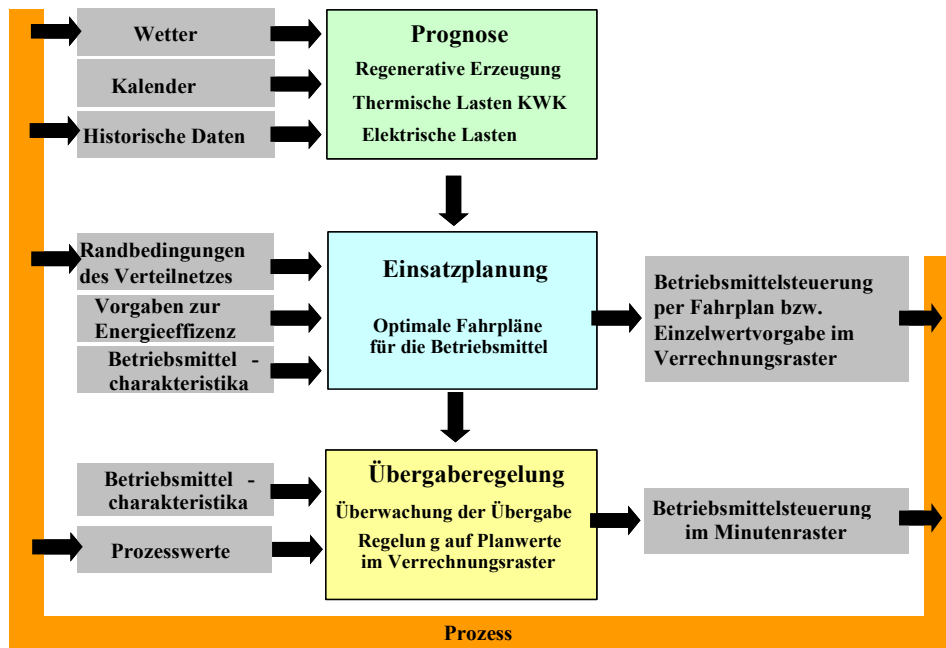 Wetter
Kalender
Historische Daten
Prognose
Regenerative Erzeugung
Thermische Lasten KWK
Elektrische Lasten
Randbedingungen
des Verteilnetzes
Vorgaben zur
Energieeffizenz
Betriebsmittel -
charakteristika
Einsatzplanung
Optimale Fahrpläne
für die Betriebsmittel
Betriebsmittelsteuerung
per Fahrplan bzw.
Einzelwertvorgabe im
Verrechnungsraster
Betriebsmittel -
charakteristika
Prozesswerte
Übergaberegelung
Überwachung der Übergabe
Regelun g auf Planwerte
im Verrechnungsraster
Betriebsmittelsteuerung
im Minutenraster
Prozess